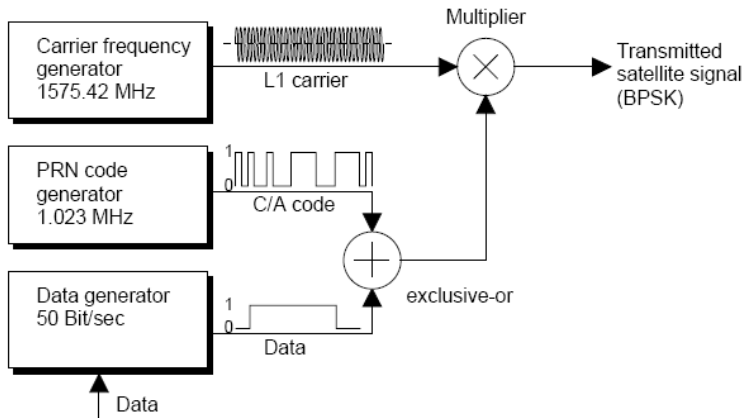 Carrier frequency
generator
1575.42 MHz
L1 carrier
Multiplier
Transmitted
satellite signal
(BPSK)
PRN code
generator
1.023 MHz
1
0
C/A code
exclusive-or
Data generator
50 Bit/sec
1
0
Data
Data